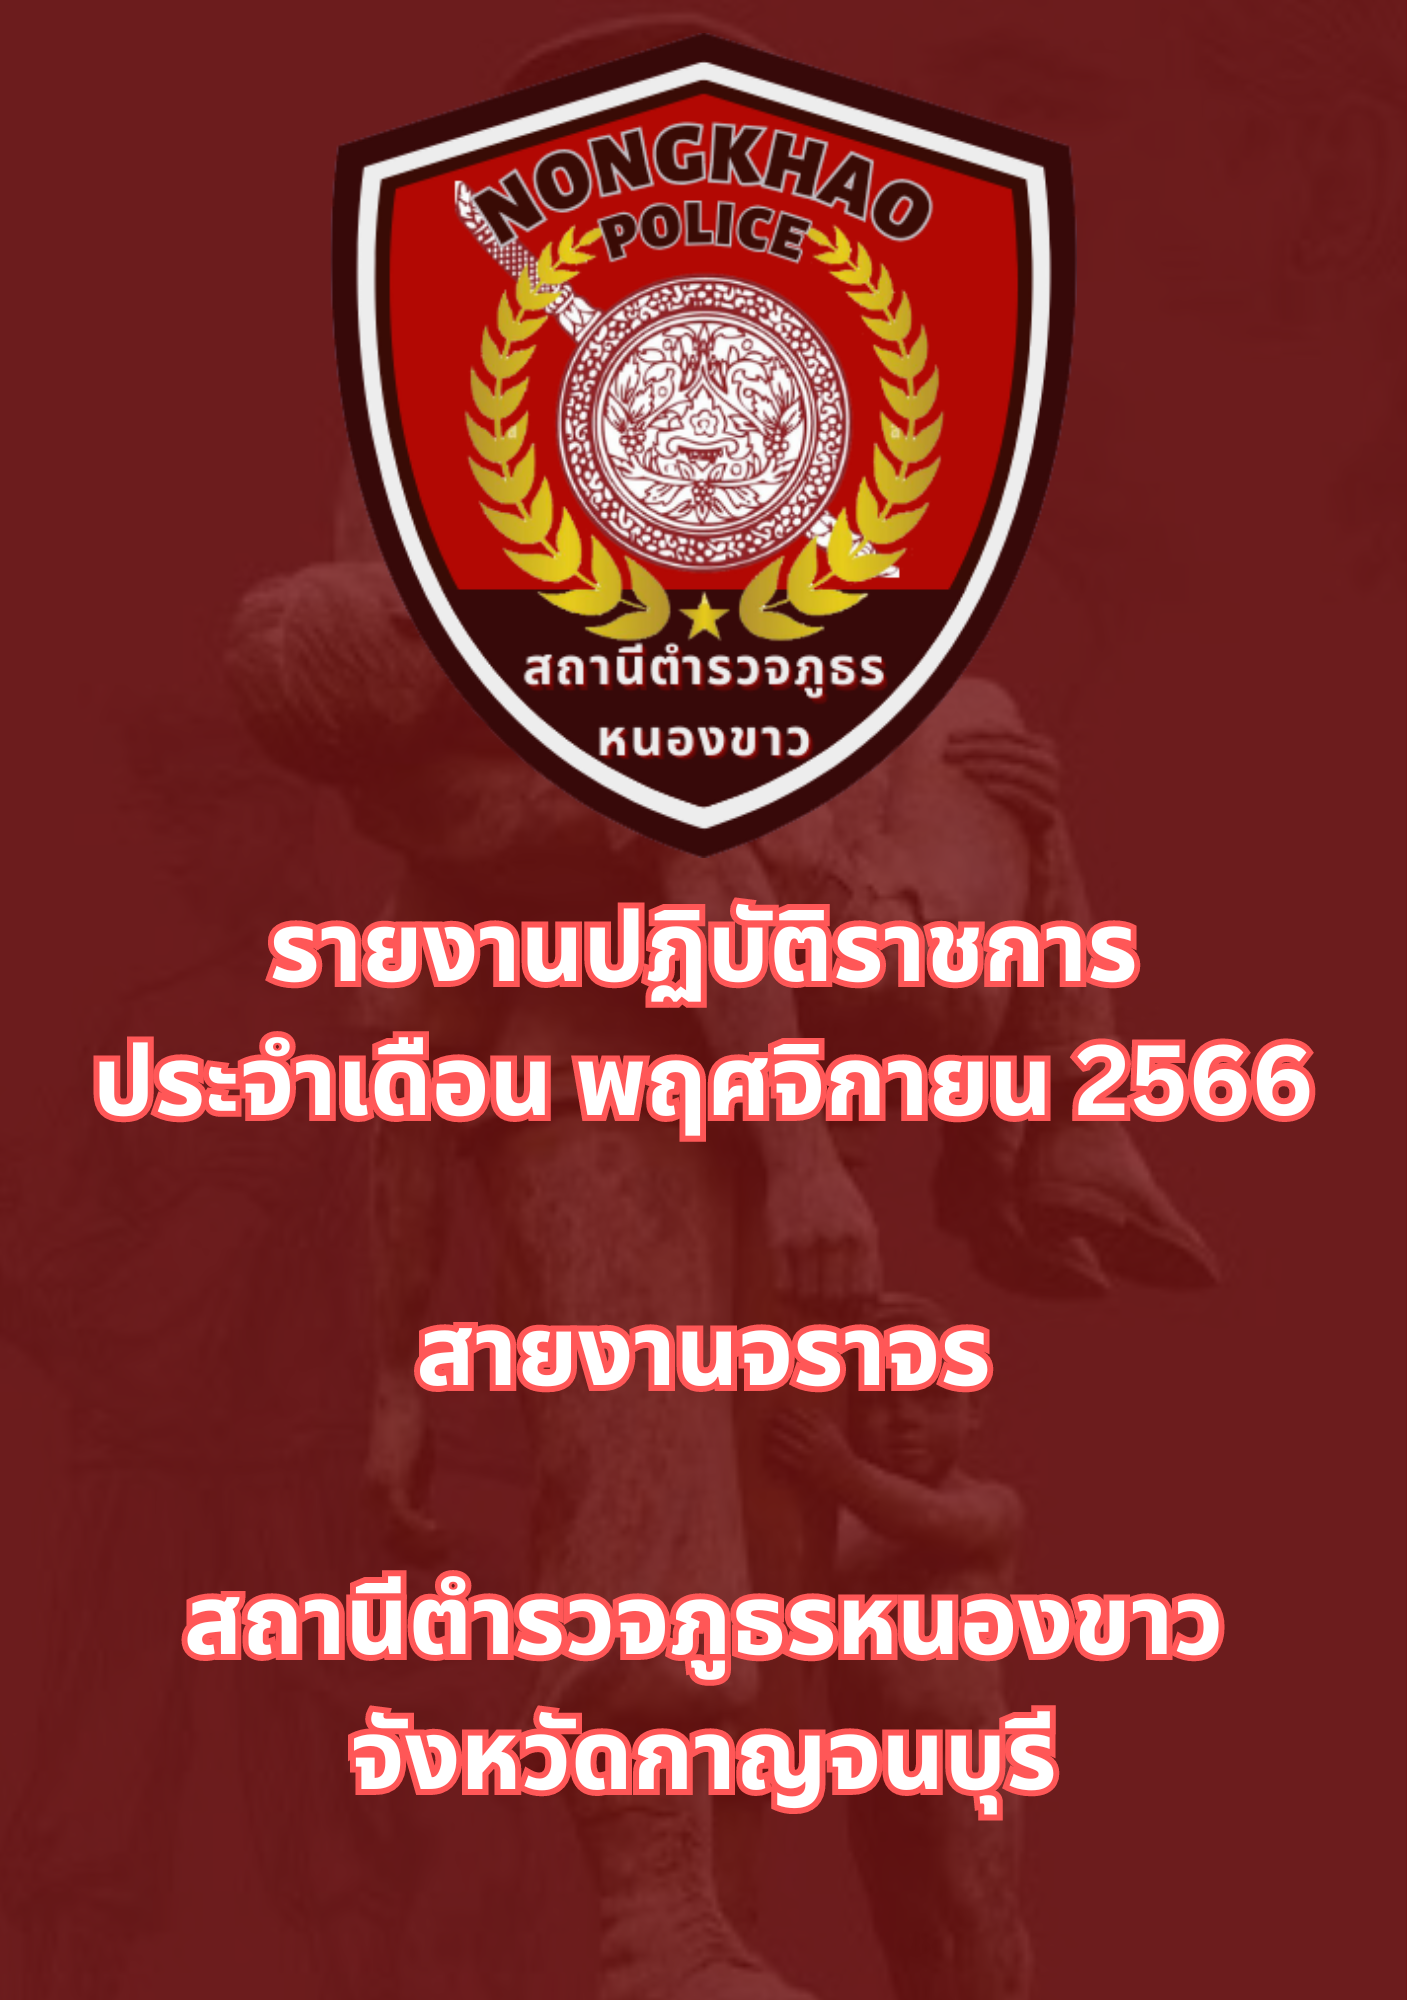 NONGKHAO
POLICE
สถานีตำรวจภูธร
หนองขาว
รายงานปฏิบัติราชการ
ประจำเดือน พฤศจิกายน 2566
สายงานจราจร
สถานีตำรวจภูธรหนองขาว
จังหวัดกาญจนบุรี